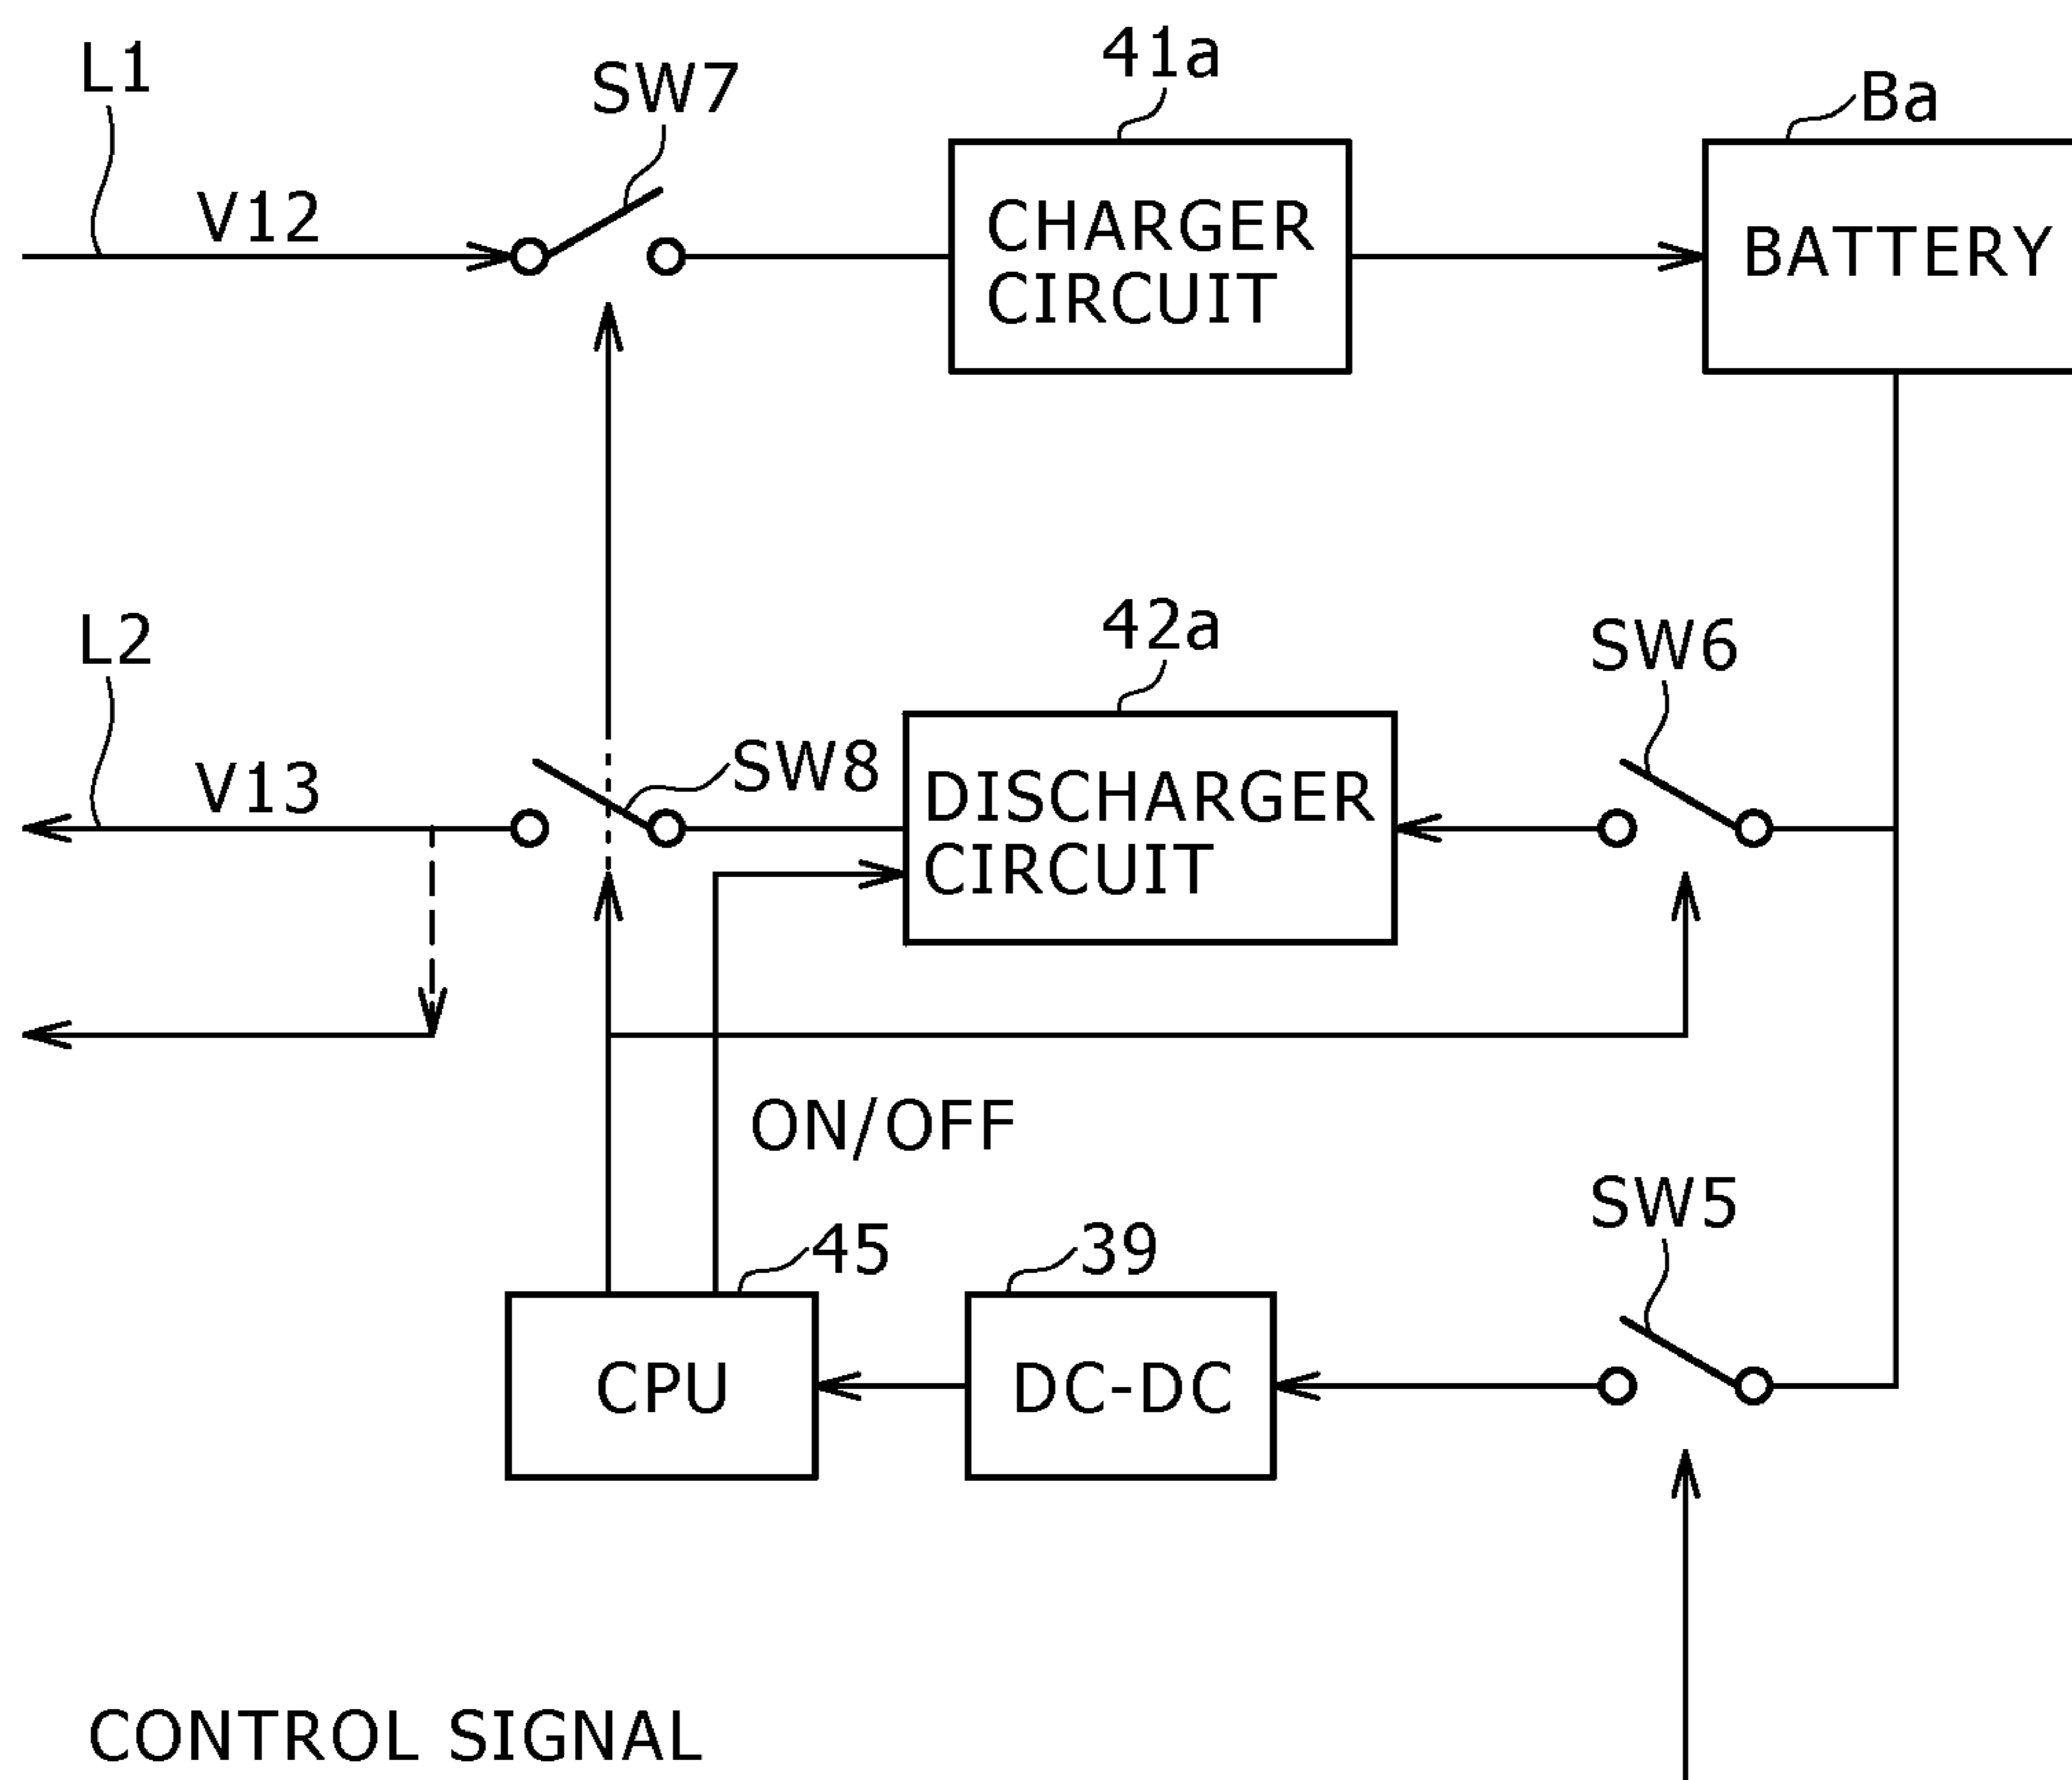 L1
SW7
41a
Ba
V12
CHARGER
CIRCUIT
BATTERY
L2
42a
SW6
V13
SW8
DISCHARGER
CIRCUIT
ON/OFF
SW5
45
39
CPU
DC-DC
CONTROL SIGNAL